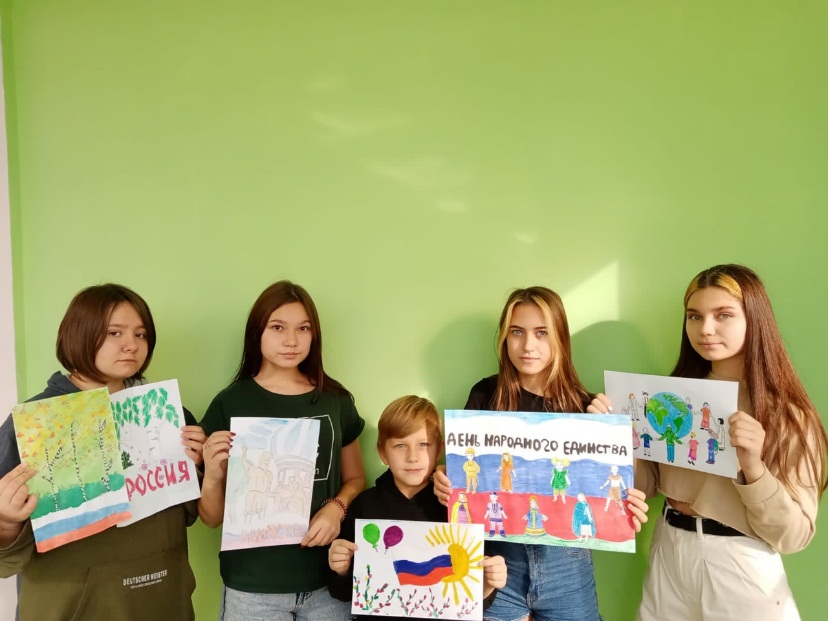 РОССИЯ
ДЕНЬ НАРОДНОГО ЕДИНСТВА
DEUTSCHER MEISTER